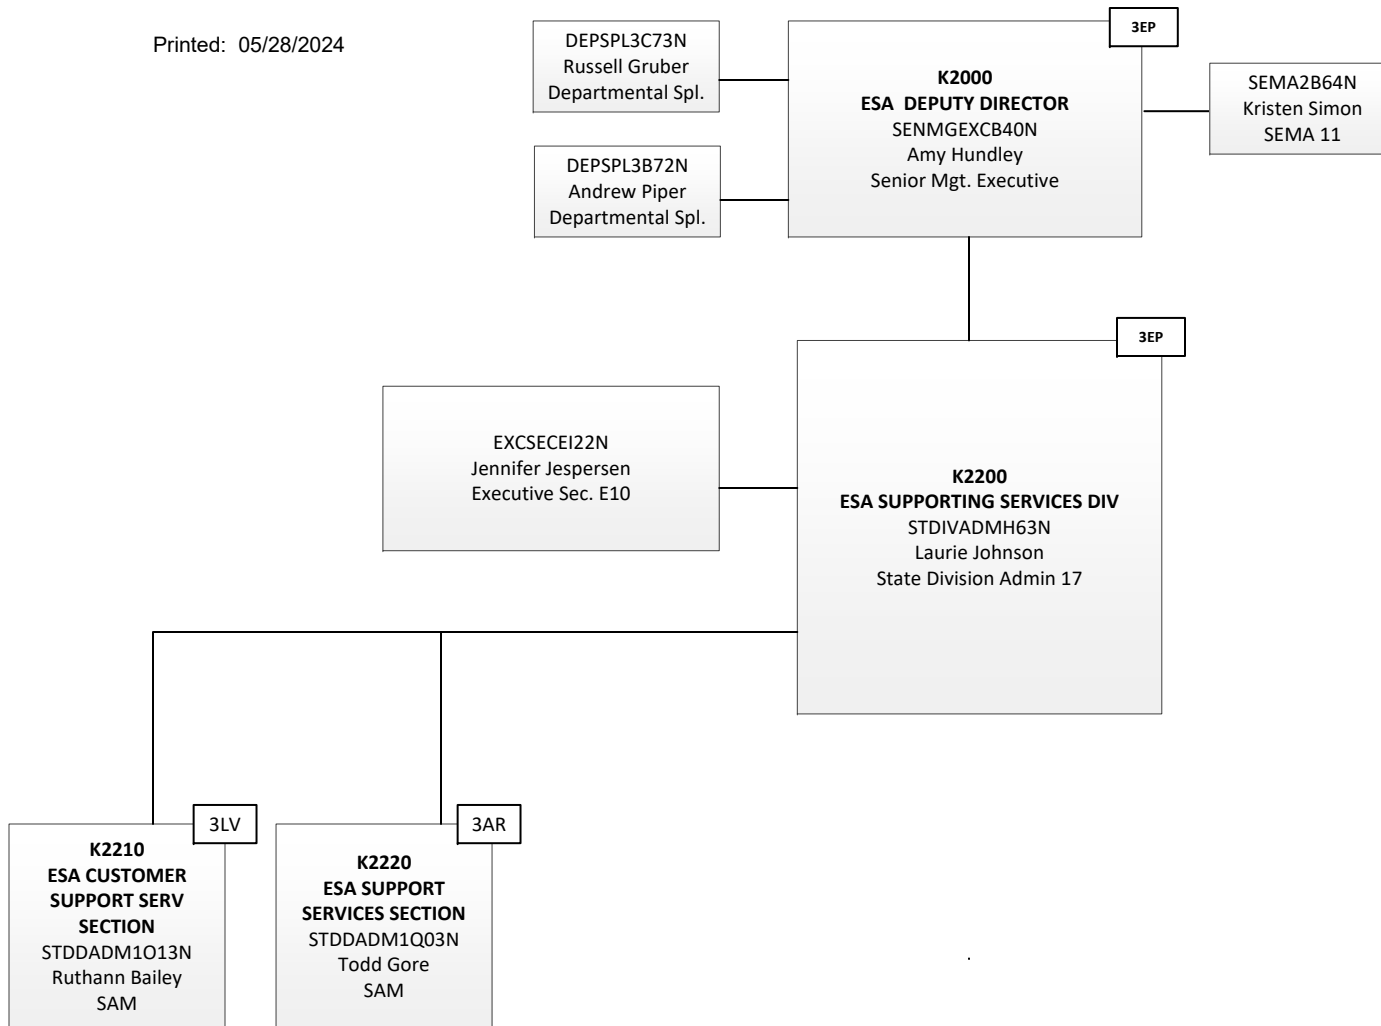 Printed: 05/28/2024
DEPSPL3C73N
Russell Gruber
Departmental Spl.
DEPSPL3B72N
Andrew Piper
Departmental Spl.
3EP
K2000
ESA DEPUTY DIRECTOR
SENMGEXCB40N
Amy Hundley
Senior Mgt. Executive
SEMA2B64N
Kristen Simon
SEMA 11
EXCSECEI22N
Jennifer Jespersen
Executive Sec. E10
3EP
K2200
ESA SUPPORTING SERVICES DIV
STDIVADMH63N
Laurie Johnson
State Division Admin 17
3LV
K2210
ESA CUSTOMER
SUPPORT SERV
SECTION
STDDADM1O13N
Ruthann Bailey
SAM
3AR
K2220
ESA SUPPORT
SERVICES SECTION
STDDADM1Q03N
Todd Gore
SAM
.